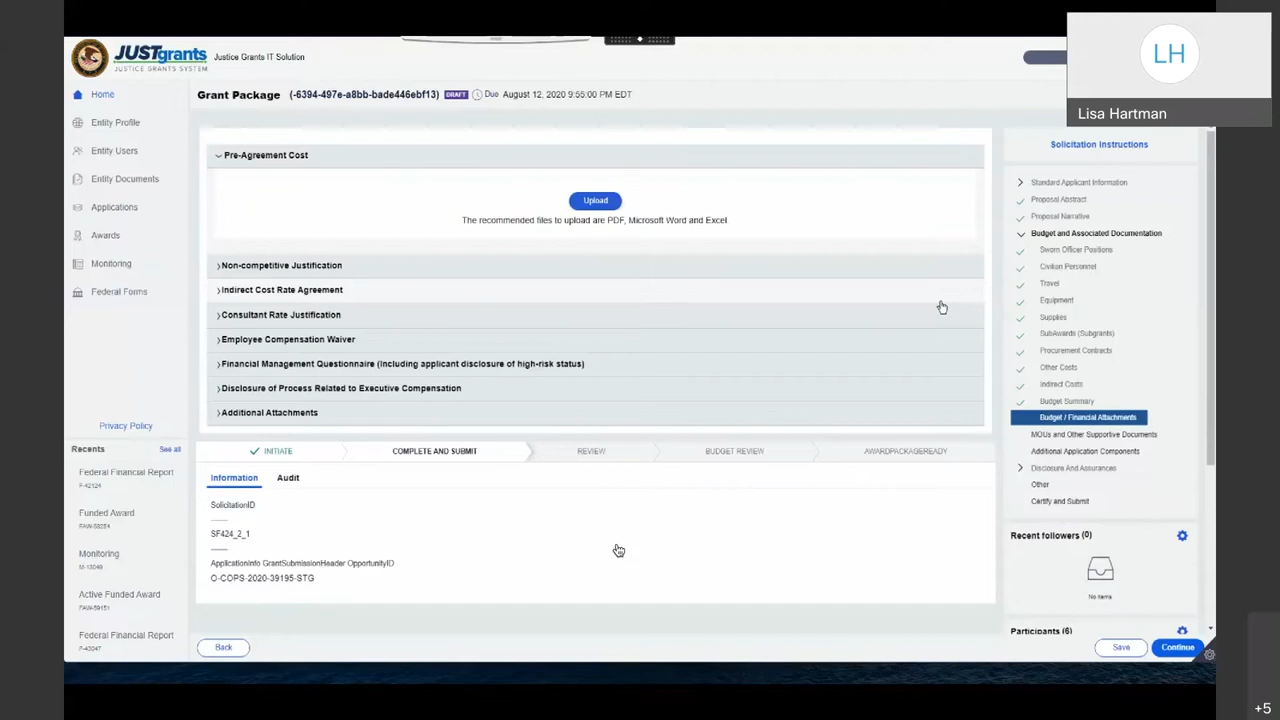 LH
Lisa Hartman
JUSTgrants
JUSTICE GRANTS SYSTEM
Justice Grants IT Solution
Home
Entity Profile
Entity Users
Entity Documents
Applications
Awards
Monitoring
Federal Forms
Privacy Policy
Recents See all
Federal Financial Report
F-42124
Funded Award
Monitoring
M-13049
Active Funded Award
FAW-59151
Federal Financial Report
Grant Package (-6394-497e-a8bb-bade446ebf13) DRAFT Due August 12, 2020 9:55:00 PM EDT
Pre-Agreement Cost
Upload
The recommended files to upload are PDF, Microsoft Word and Excel
Non-competitive Justification
Indirect Cost Rate Agreement
Consultant Rate Justification
Employee Compensation Waiver
Financial Management Questionnaire (Including applicant disclosure of high-risk status)
Disclosure of Process Related to Executive Compensation
Additional Attachments
INITIATE COMPLETE AND SUBMIT REVIEW BUDGET REVIEW AWARDPACKAGEREADY
Information Audit
SolicitationID
SF424_2_1
ApplicationInfo GrantSubmissionHeader OpportunityID
O-COPS-2020-39195-STG
Back Save Continue
Solicitation Instructions
Standard Applicant Information
Proposal Abstract
Proposal Narrative
Budget and Associated Documentation
Sworn Officer Positions
Civilian Personnel
Travel
Equipment
Supplies
SubAwards (Subgrants)
Procurement Contracts
Other Costs
Indirect Costs
Budget Summary
Budget / Financial Attachments
MOUs and Other Supportive Documents
Additional Application Components
Disclosure And Assurances
Other
Certify and Submit
Recent followers (0)
No items
Participants (6)
+5